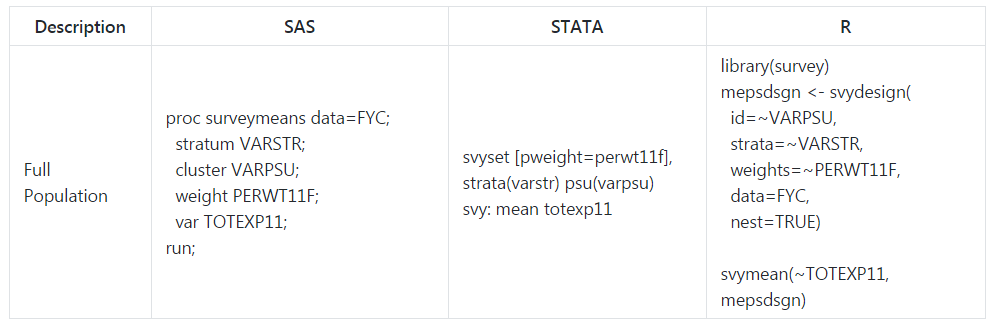 Description
SAS
STATA
R
Full
Population
proc surveymeans data=FYC;
stratum VARSTR;
cluster VARPSU;
weight PERWT11F;
var TOTEXP11;
run;
svyset [pweight=perwt11f],
strata(varstr) psu(varpsu)
svy: mean totexp11
library(survey)
mepsdsgn <- svydesign(
id=~VARPSU,
strata=~VARSTR,
weights=~PERWT11F,
data=FYC,
nest=TRUE)
svymean(~TOTEXP11,
mepsdsgn)